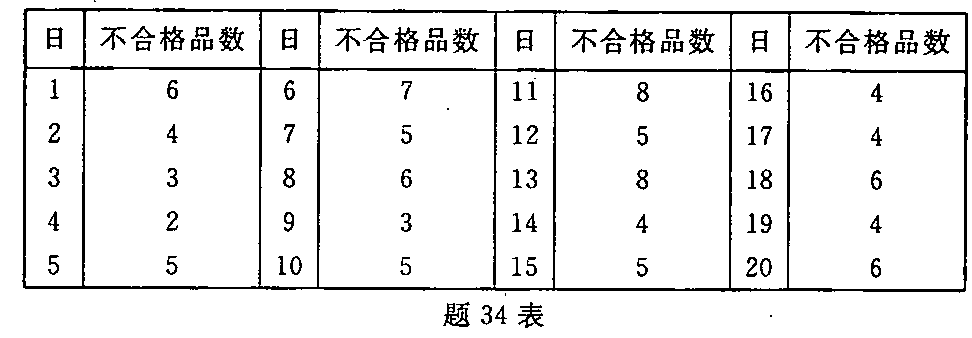 日 不合格品数 日 不合格品数 日 不合格品数 日 不合格品数
1 6 6 7 11 8 16 4
2 4 7 5 12 5 17 4
3 3 8 6 13 8 18 6
4 2 9 3 14 4 19 4
5 5 10 5 15 5 20 6
题 34 表